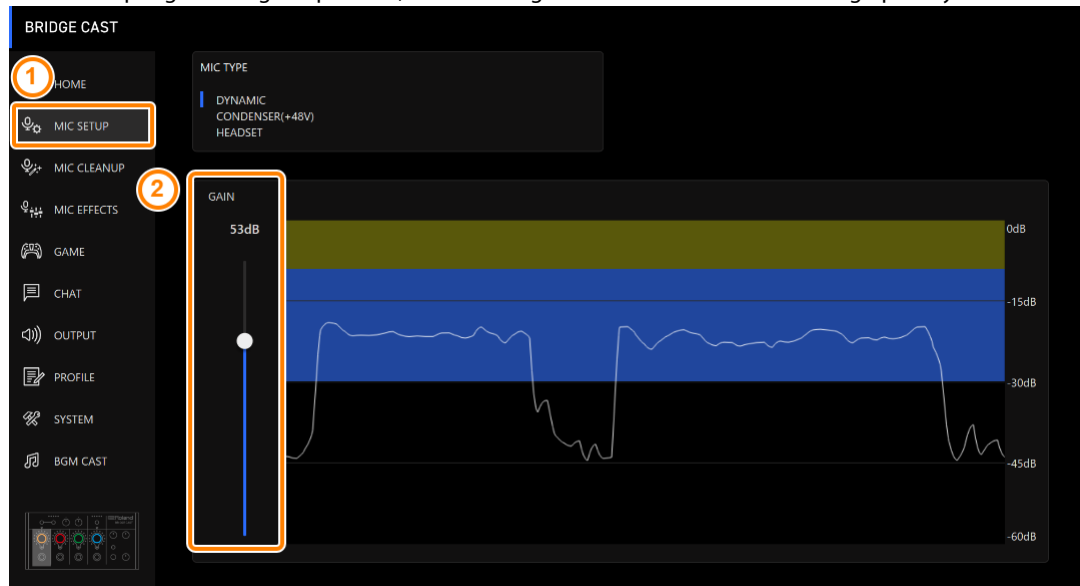 BRIDGE CAST
1
HOME
MIC SETUP
MIC CLEANUP
MIC EFFECTS
GAME
CHAT
OUTPUT
PROFILE
SYSTEM
BGM CAST
MIC TYPE
DYNAMIC
CONDENSER(+48V)
HEADSET
2
GAIN
53dB
0dB
-15dB
-30dB
-45dB
-60dB
Roland